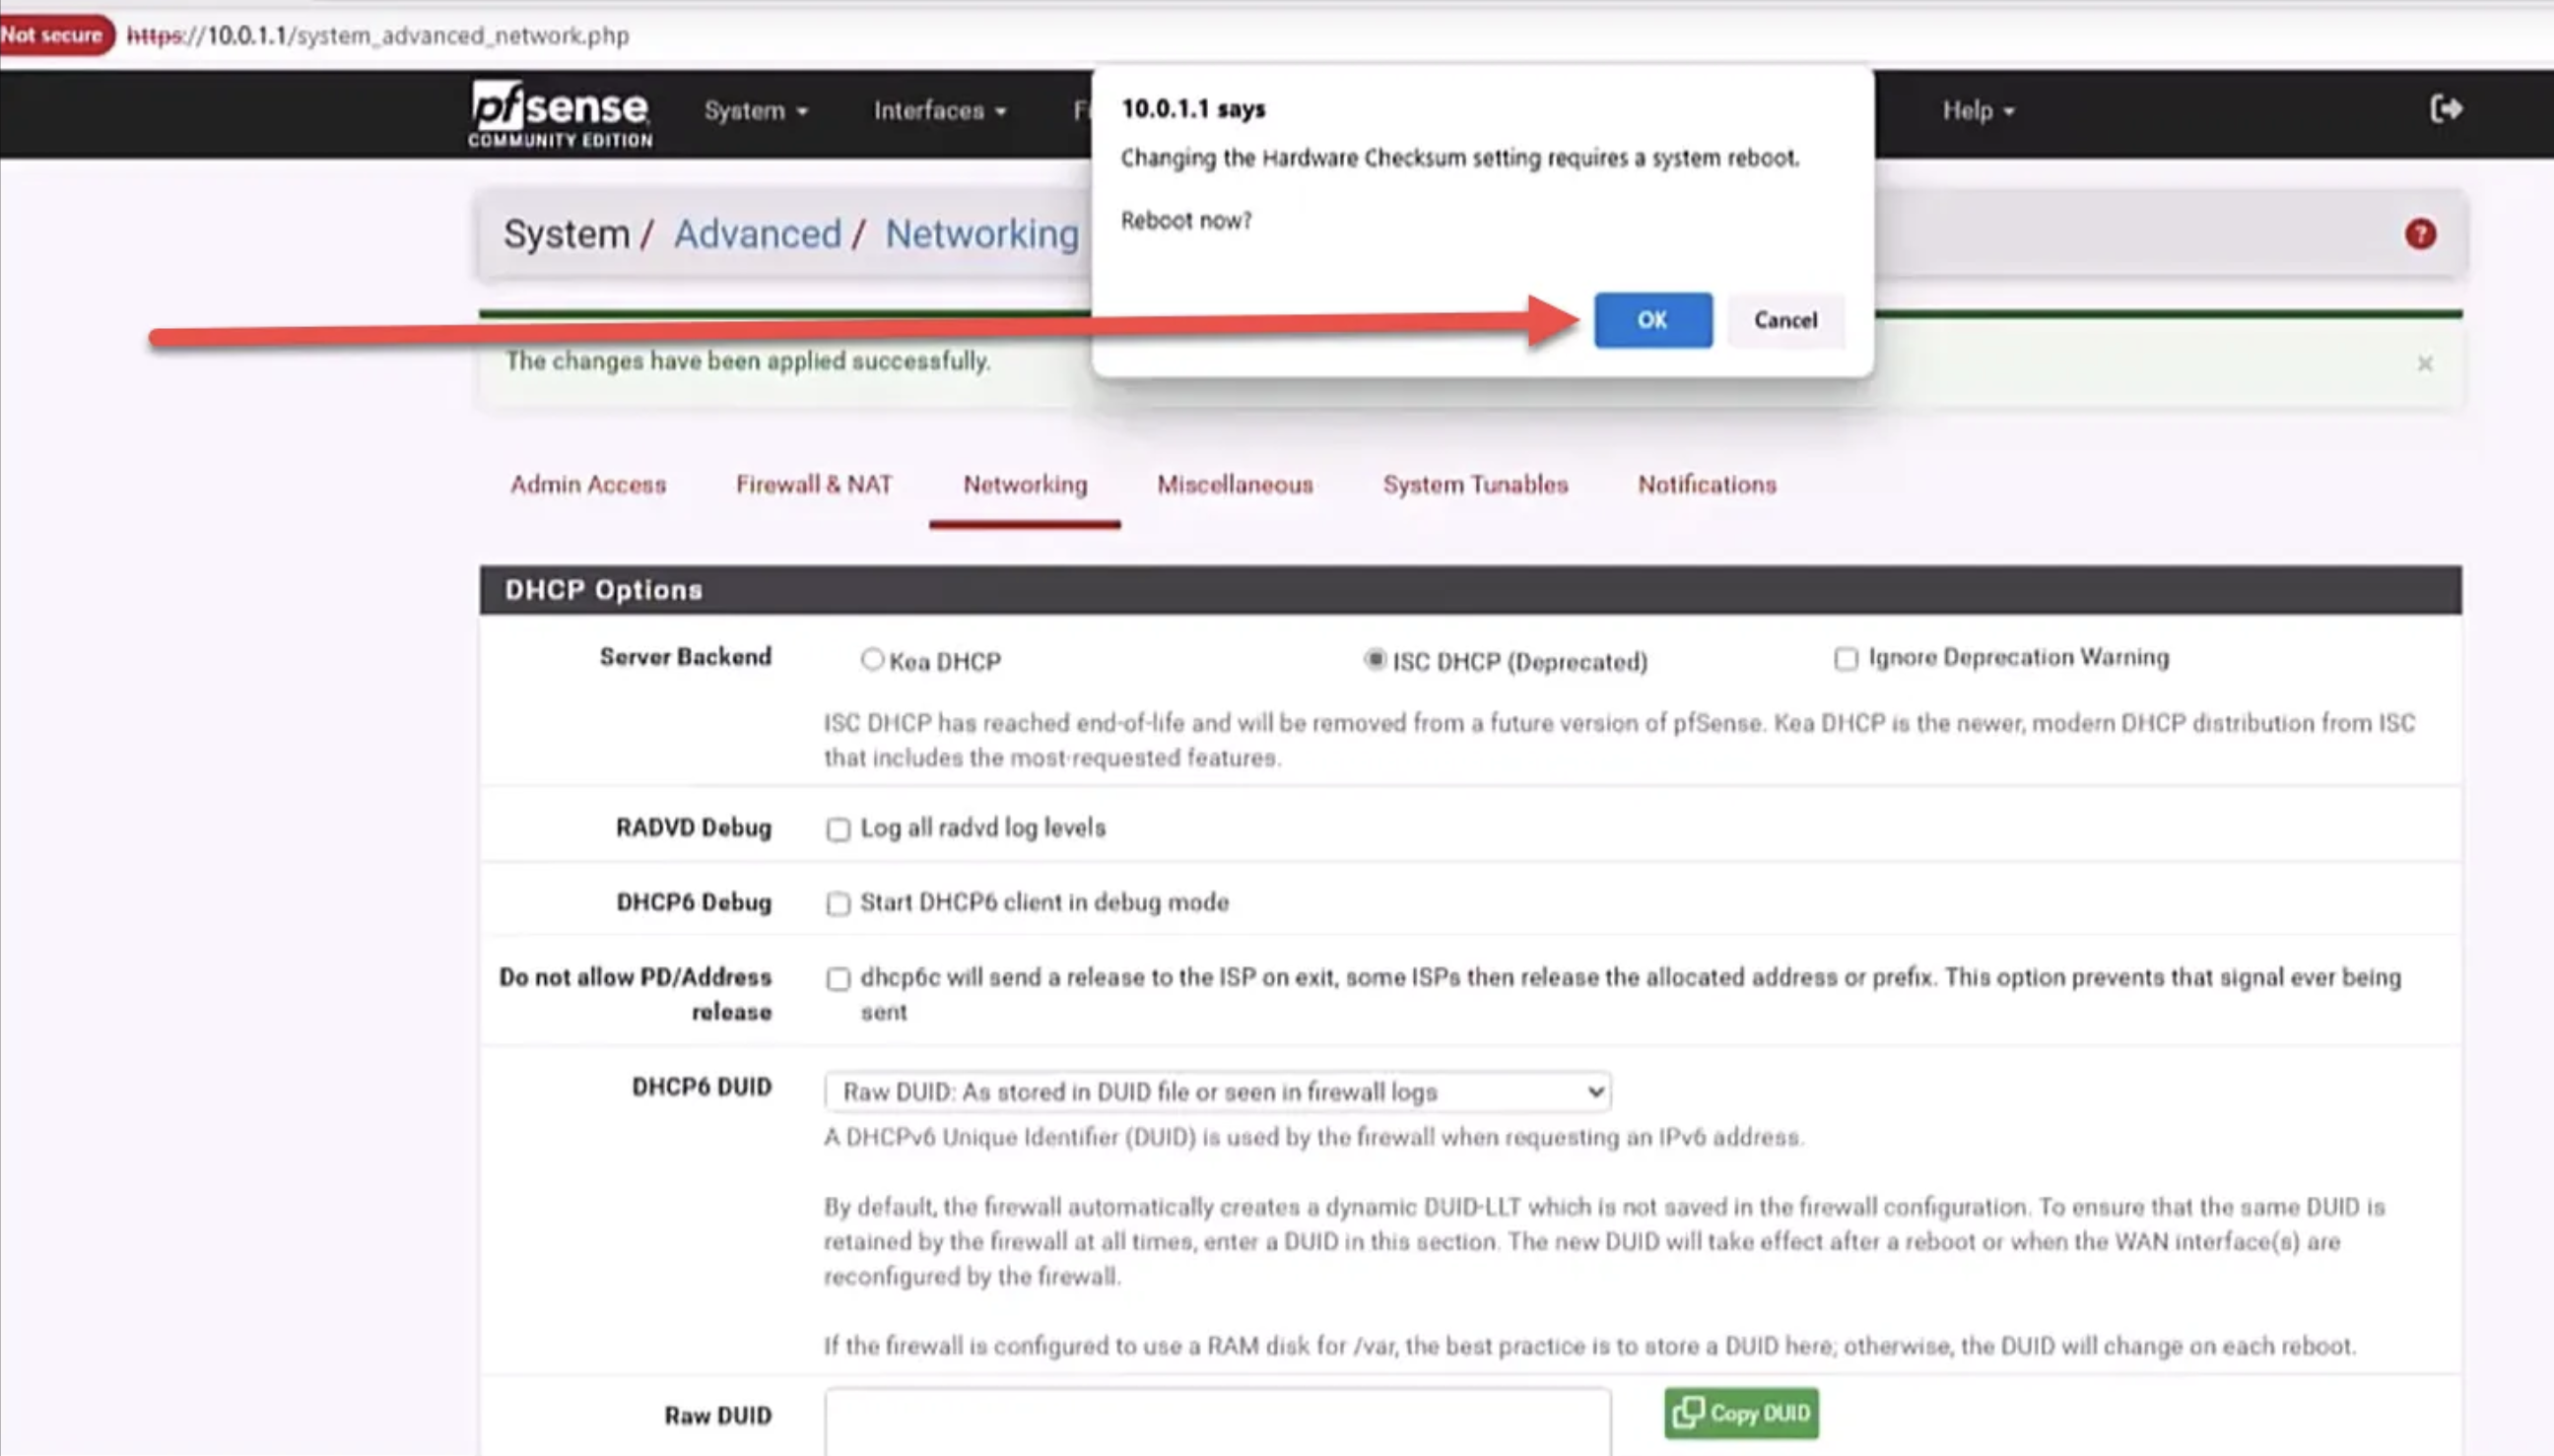 Not secure https://10.0.1.1/system_advanced_network.php
pfsense COMMUNITY EDITION
System Interfaces Help
10.0.1.1 says
Changing the Hardware Checksum setting requires a system reboot.
Reboot now?
OK Cancel
System / Advanced / Networking
?
The changes have been applied successfully. ×
Admin Access Firewall & NAT Networking Miscellaneous System Tunables Notifications
DHCP Options
Server Backend Kea DHCP ISC DHCP (Deprecated) Ignore Deprecation Warning
ISC DHCP has reached end-of-life and will be removed from a future version of pfSense. Kea DHCP is the newer, modern DHCP distribution from ISC
that includes the most-requested features.
RADVD Debug Log all radvd log levels
DHCP6 Debug Start DHCP6 client in debug mode
Do not allow PD/Address release dhcp6c will send a release to the ISP on exit, some ISPs then release the allocated address or prefix. This option prevents that signal ever being
sent
DHCP6 DUID Raw DUID: As stored in DUID file or seen in firewall logs
A DHCPv6 Unique Identifier (DUID) is used by the firewall when requesting an IPv6 address.
By default, the firewall automatically creates a dynamic DUID-LLT which is not saved in the firewall configuration. To ensure that the same DUID is
retained by the firewall at all times, enter a DUID in this section. The new DUID will take effect after a reboot or when the WAN interface(s) are
reconfigured by the firewall.
If the firewall is configured to use a RAM disk for /var, the best practice is to store a DUID here; otherwise, the DUID will change on each reboot.
Raw DUID Copy DUID